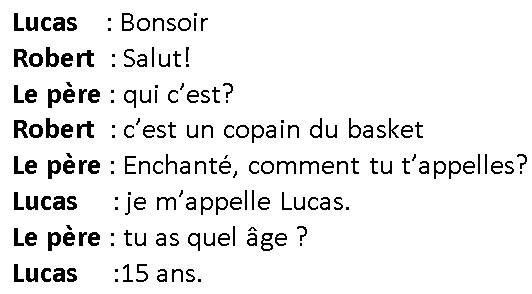 Lucas : Bonsoir
Robert : Salut!
Le père : qui c’est?
Robert : c’est un copain du basket
Le père : Enchanté, comment tu t’appelles?
Lucas : je m’appelle Lucas.
Le père : tu as quel âge ?
Lucas :15 ans.